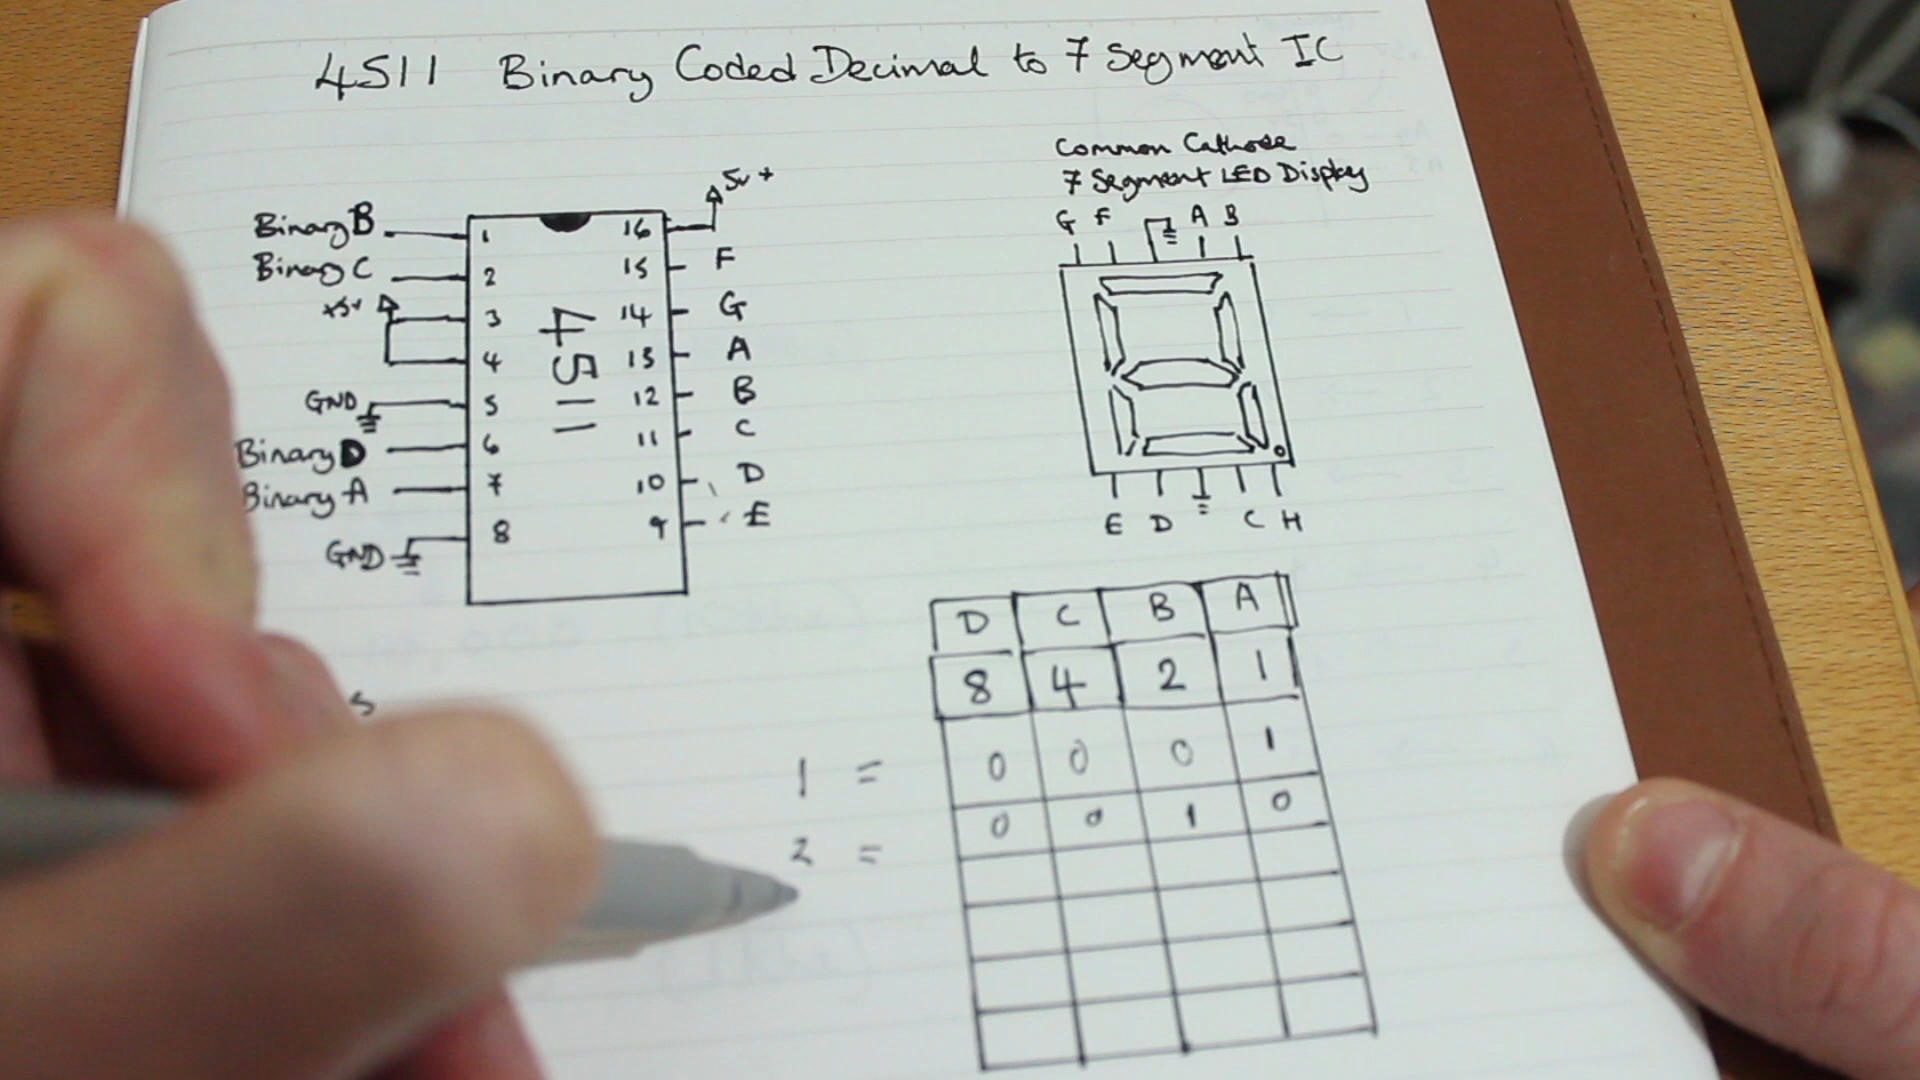 4511 Binary Coded Decimal to 7 Segment IC
Common Cathode
7 Segment LED Display
G F A B
E D C H
5v +
Binary B 1 16
Binary C 2 15 F
+5v 3 14 G
4 13 A
GND 5 12 B
Binary D 6 11 C
Binary A 7 10 D
GND 8 9 E
4511
s
D C B A
8 4 2 1
1 = 0 0 0 1
2 = 0 0 1 0